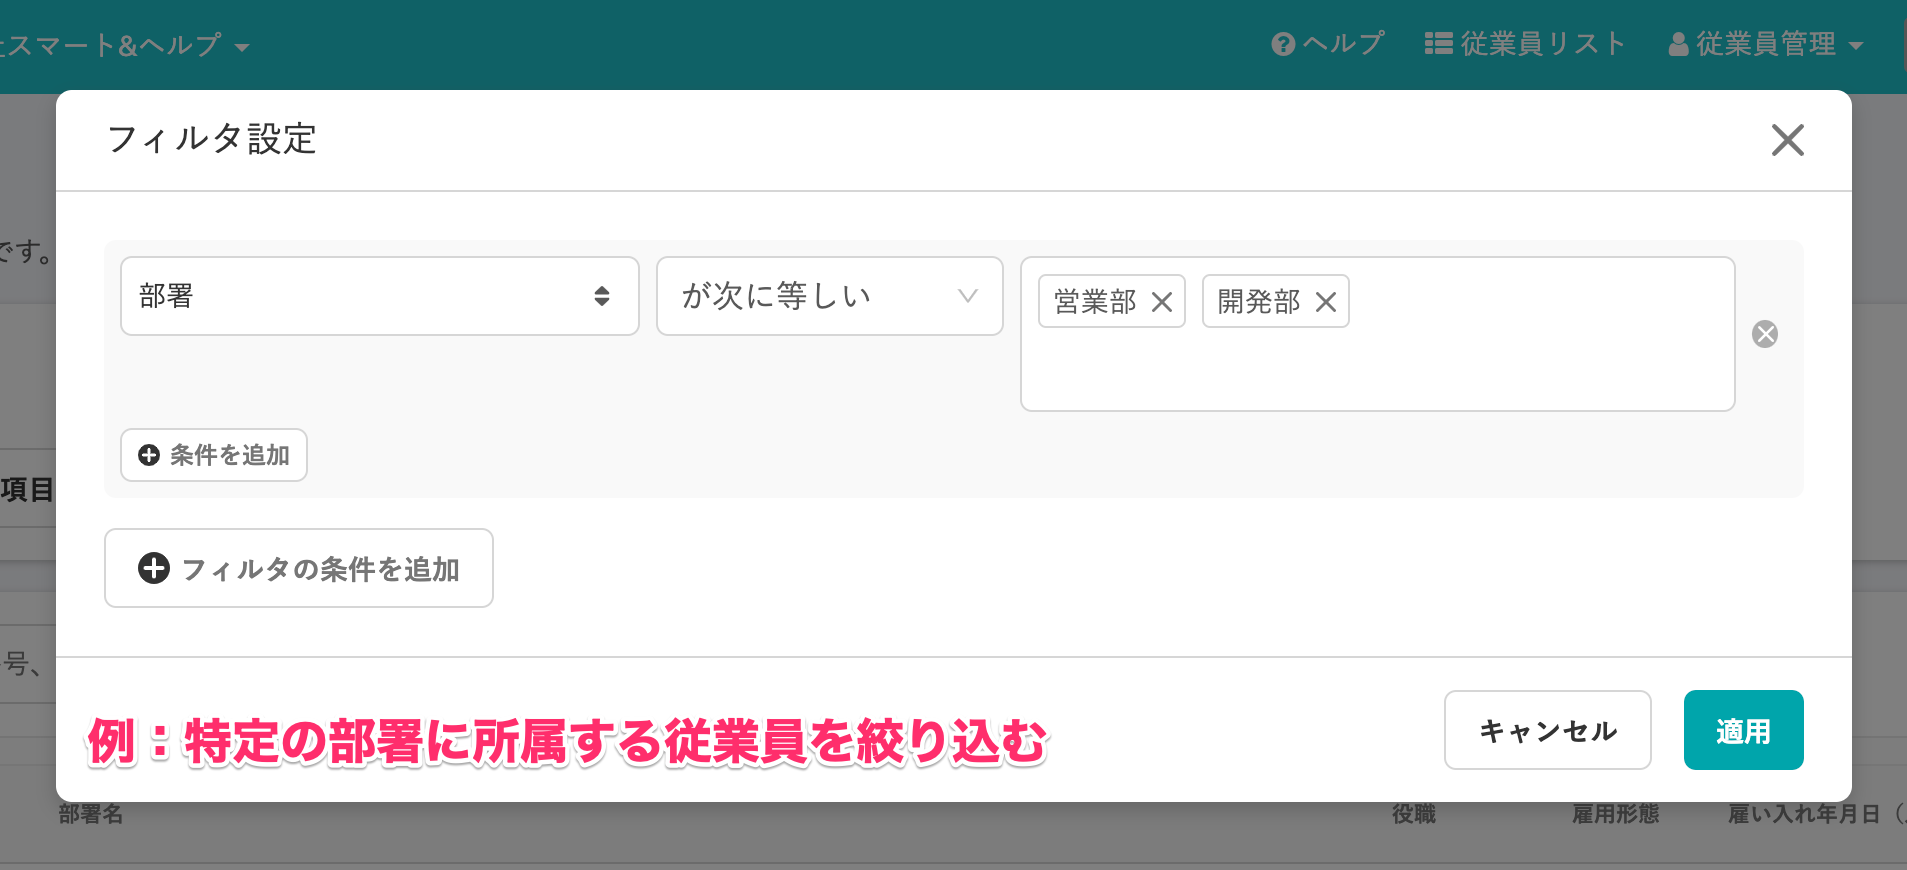 スマート&ヘルプ
ヘルプ
従業員リスト
従業員管理
フィルタ設定
です。
部署
が次に等しい
営業部
開発部
条件を追加
項目
フィルタの条件を追加
号、
例：特定の部署に所属する従業員を絞り込む
キャンセル
適用
部署名
役職
雇用形態
雇い入れ年月日（